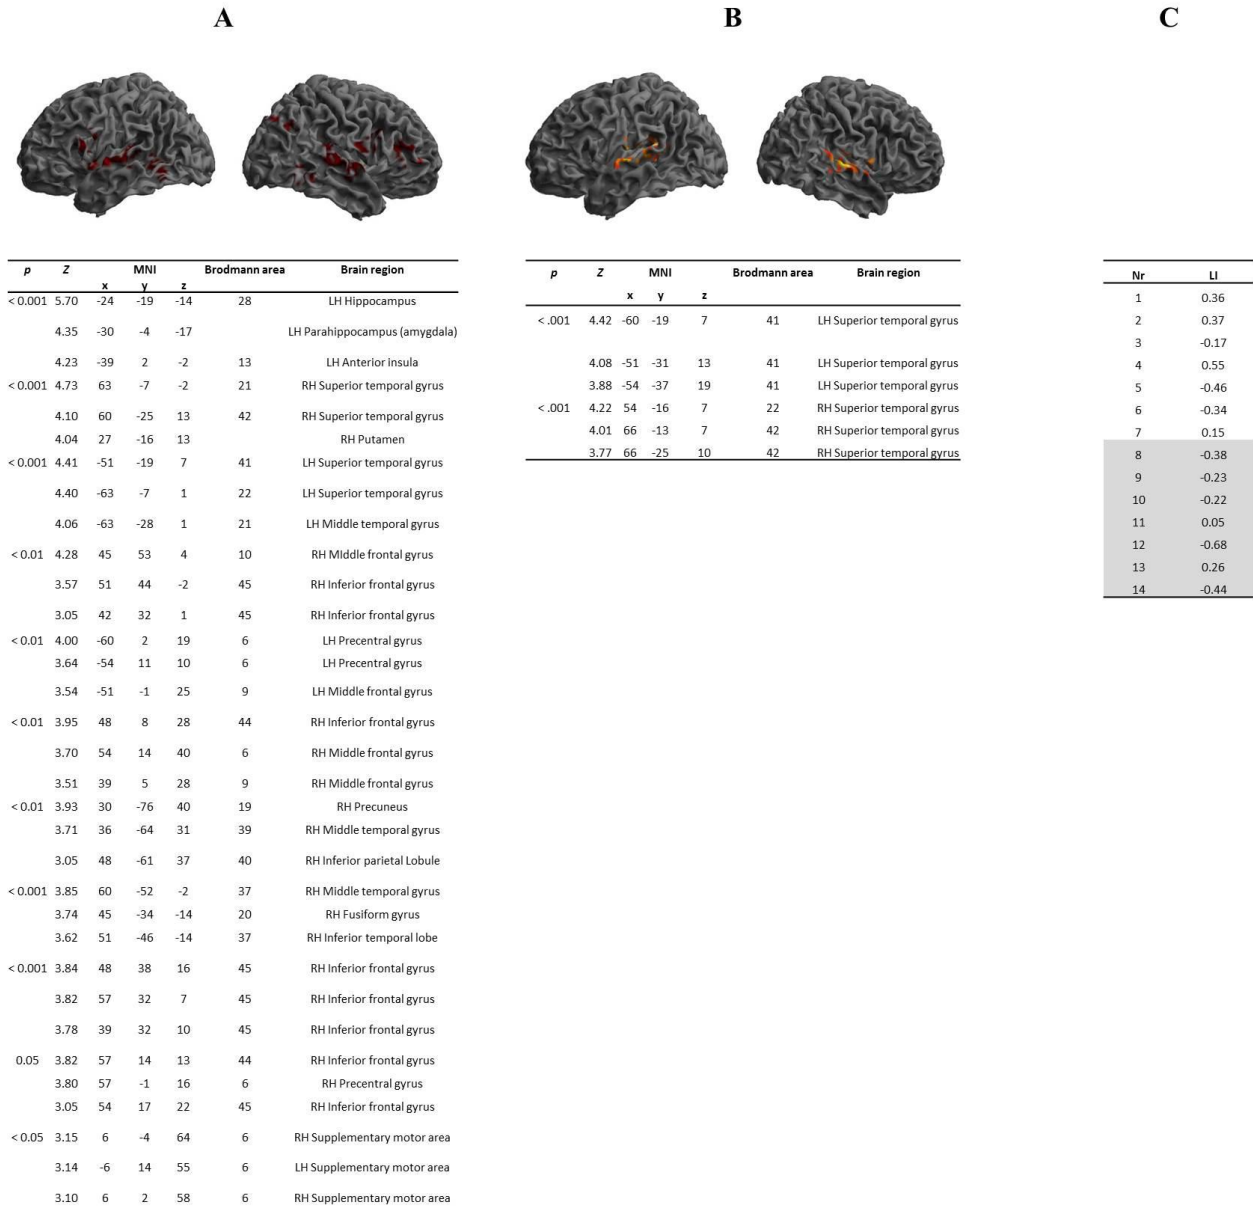 A B C
p Z MNI Brodmann area Brain region
x y z
< 0.001 5.70 -24 -19 -14 28 LH Hippocampus
4.35 -30 -4 -17 LH Parahippocampus (amygdala)
4.23 -39 2 -2 13 LH Anterior insula
< 0.001 4.73 63 -7 -2 21 RH Superior temporal gyrus
4.10 60 -25 13 42 RH Superior temporal gyrus
4.04 27 -16 13 RH Putamen
< 0.001 4.41 -51 -19 7 41 LH Superior temporal gyrus
4.40 -63 -7 1 22 LH Superior temporal gyrus
4.06 -63 -28 1 21 LH Middle temporal gyrus
< 0.01 4.28 45 53 4 10 RH MIddle frontal gyrus
3.57 51 44 -2 45 RH Inferior frontal gyrus
3.05 42 32 1 45 RH Inferior frontal gyrus
< 0.01 4.00 -60 2 19 6 LH Precentral gyrus
3.64 -54 11 10 6 LH Precentral gyrus
3.54 -51 -1 25 9 LH Middle frontal gyrus
< 0.01 3.95 48 8 28 44 RH Inferior frontal gyrus
3.70 54 14 40 6 RH Middle frontal gyrus
3.51 39 5 28 9 RH Middle frontal gyrus
< 0.01 3.93 30 -76 40 19 RH Precuneus
3.71 36 -64 31 39 RH Middle temporal gyrus
3.05 48 -61 37 40 RH Inferior parietal Lobule
< 0.001 3.85 60 -52 -2 37 RH Middle temporal gyrus
3.74 45 -34 -14 20 RH Fusiform gyrus
3.62 51 -46 -14 37 RH Inferior temporal lobe
< 0.001 3.84 48 38 16 45 RH Inferior frontal gyrus
3.82 57 32 7 45 RH Inferior frontal gyrus
3.78 39 32 10 45 RH Inferior frontal gyrus
0.05 3.82 57 14 13 44 RH Inferior frontal gyrus
3.80 57 -1 16 6 RH Precentral gyrus
3.05 54 17 22 45 RH Inferior frontal gyrus
< 0.05 3.15 6 -4 64 6 RH Supplementary motor area
3.14 -6 14 55 6 LH Supplementary motor area
3.10 6 2 58 6 RH Supplementary motor area
p Z MNI Brodmann area Brain region
x y z
< .001 4.42 -60 -19 7 41 LH Superior temporal gyrus
4.08 -51 -31 13 41 LH Superior temporal gyrus
3.88 -54 -37 19 41 LH Superior temporal gyrus
< .001 4.22 54 -16 7 22 RH Superior temporal gyrus
4.01 66 -13 7 42 RH Superior temporal gyrus
3.77 66 -25 10 42 RH Superior temporal gyrus
Nr LI
1 0.36
2 0.37
3 -0.17
4 0.55
5 -0.46
6 -0.34
7 0.15
8 -0.38
9 -0.23
10 -0.22
11 0.05
12 -0.68
13 0.26
14 -0.44